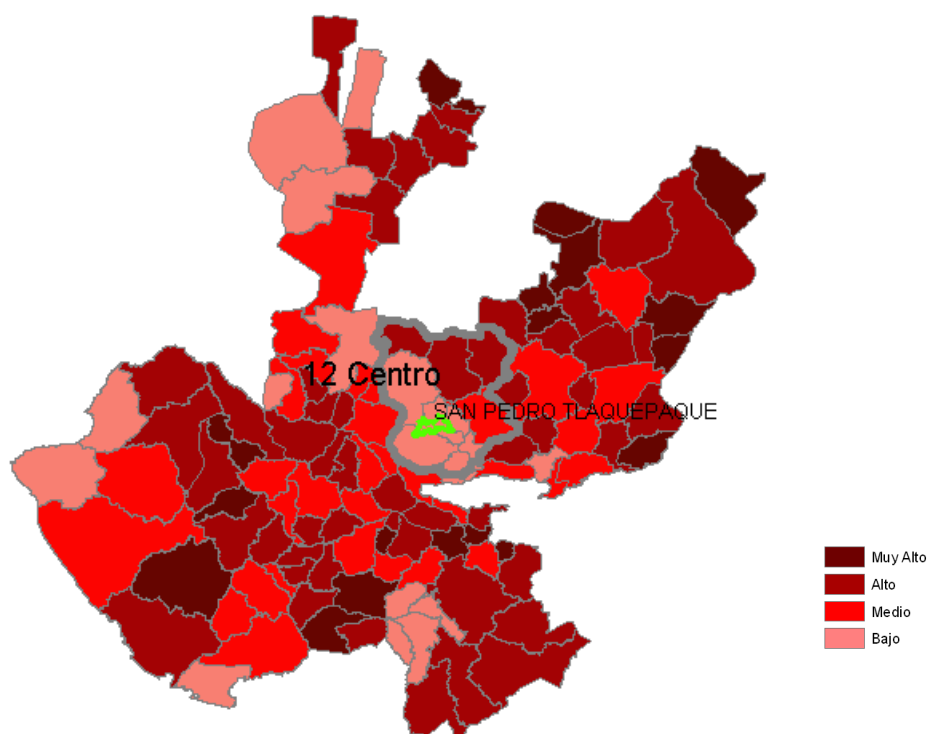 12 Centro
SAN PEDRO TLAQUEPAQUE
Muy Alto
Alto
Medio
Bajo